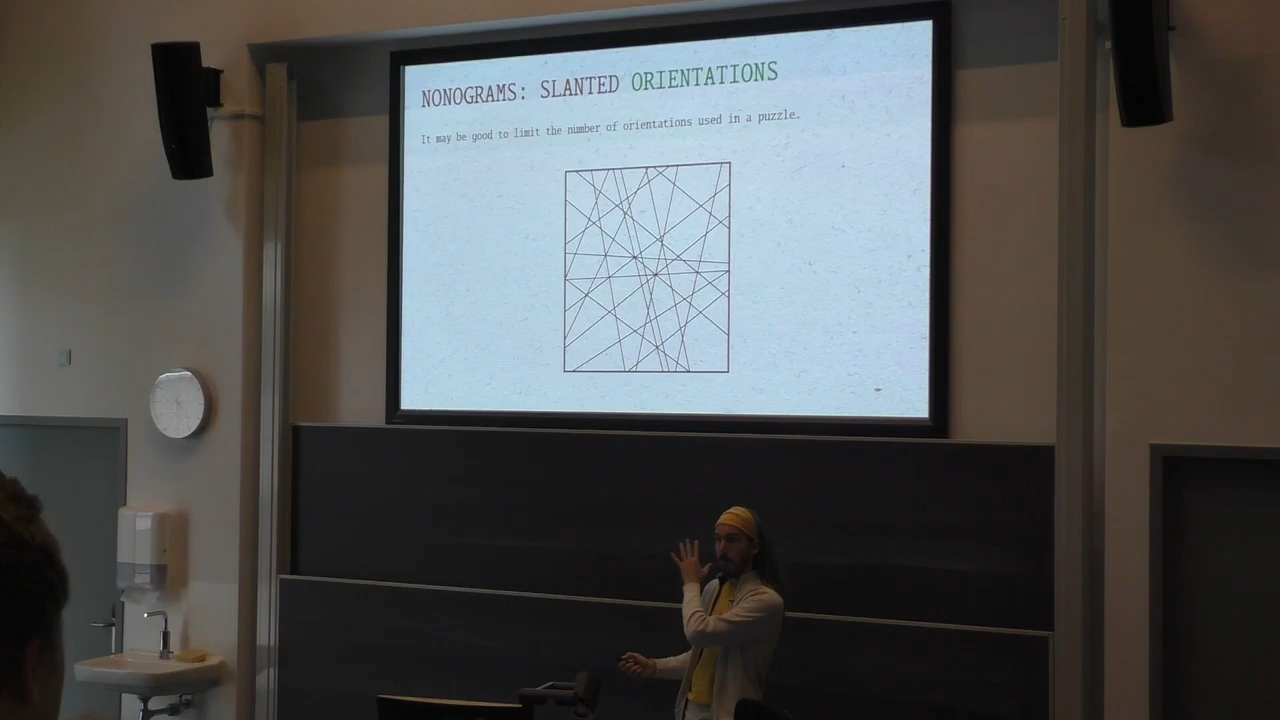 NONOGRAMS: SLANTED ORIENTATIONS
It may be good to limit the number of orientations used in a puzzle.